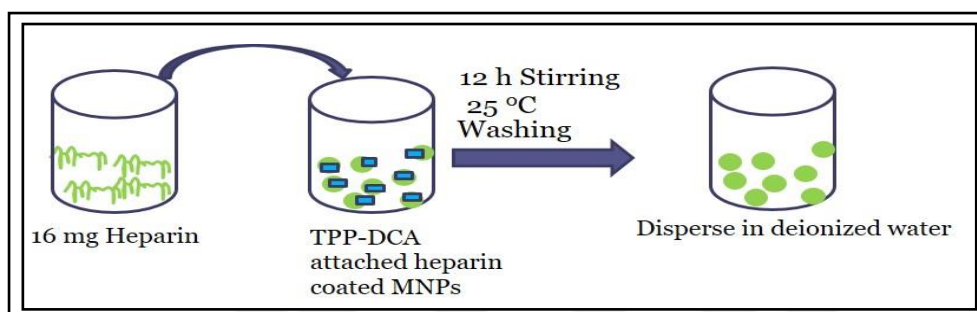 16 mg Heparin
TPP-DCA
attached heparin
coated MNPs
12 h Stirring
25 °C
Washing
Disperse in deionized water